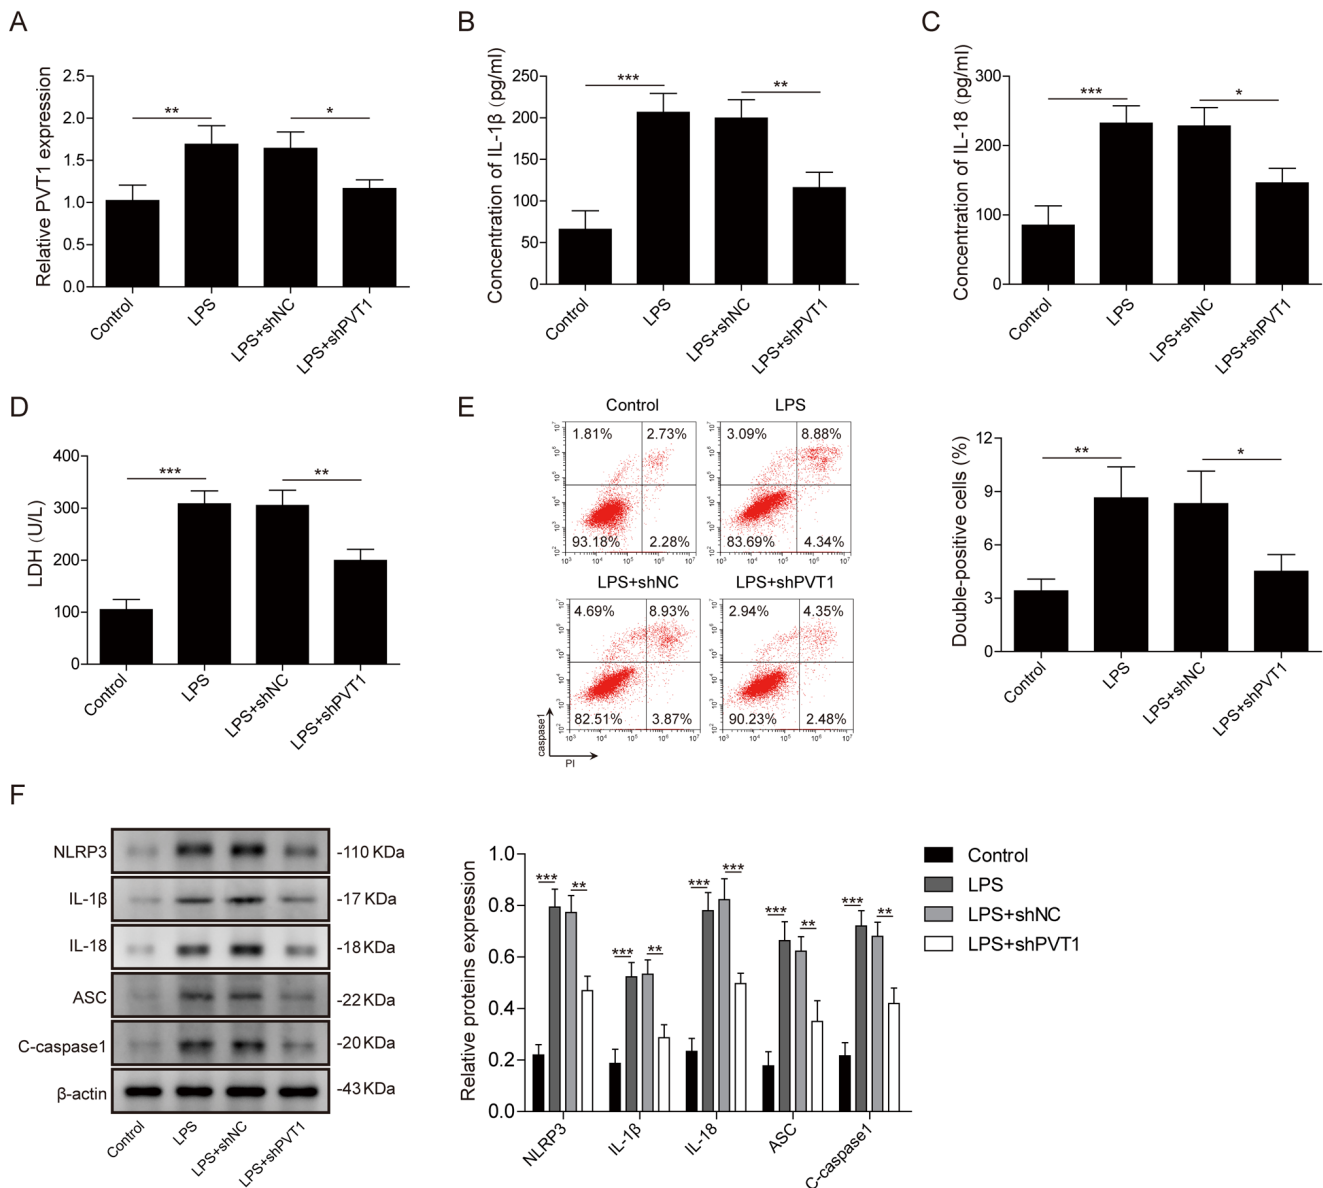 A
Relative PVT1 expression
2.5
2.0
1.5
1.0
0.5
0.0
**
*
Control
LPS
LPS+shNC
LPS+shPVT1
B
Concentration of IL-1β (pg/ml)
250
200
150
100
50
0
***
**
Control
LPS
LPS+shNC
LPS+shPVT1
C
Concentration of IL-18 (pg/ml)
300
200
100
0
***
*
Control
LPS
LPS+shNC
LPS+shPVT1
D
LDH (U/L)
400
300
200
100
0
***
**
Control
LPS
LPS+shNC
LPS+shPVT1
E
Control
1.81% 2.73%
93.18% 2.28%
LPS
3.09% 8.88%
83.69% 4.34%
LPS+shNC
4.69% 8.93%
82.51% 3.87%
LPS+shPVT1
2.94% 4.35%
90.23% 2.48%
caspase1
PI
Double-positive cells (%)
12
9
6
3
0
**
*
Control
LPS
LPS+shNC
LPS+shPVT1
F
NLRP3 -110 KDa
IL-1β -17 KDa
IL-18 -18 KDa
ASC -22 KDa
C-caspase1 -20 KDa
β-actin -43 KDa
Control
LPS
LPS+shNC
LPS+shPVT1
Relative proteins expression
1.0
0.8
0.6
0.4
0.2
0.0
*** **
*** **
*** ***
*** **
*** **
NLRP3
IL-1β
IL-18
ASC
C-caspase1
Control
LPS
LPS+shNC
LPS+shPVT1